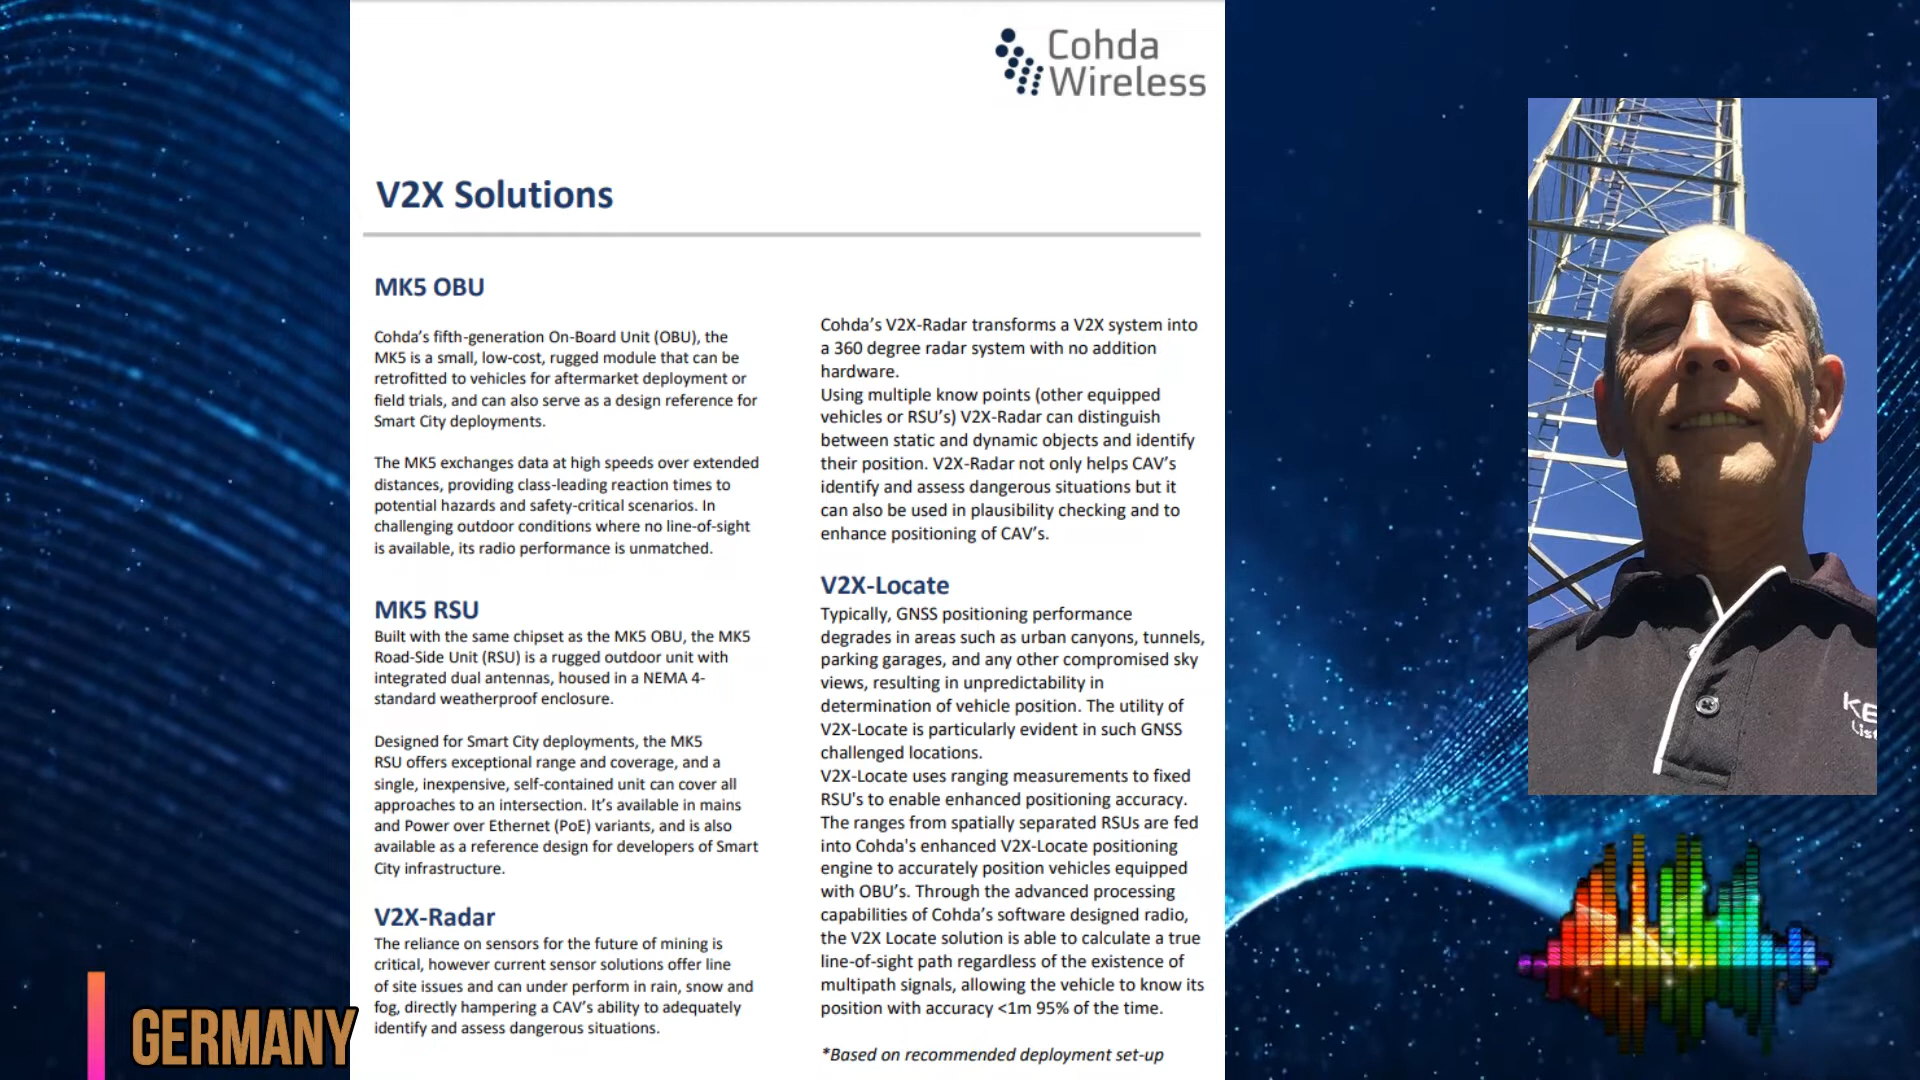 Cohda
Wireless
V2X Solutions
MK5 OBU
Cohda's fifth-generation On-Board Unit (OBU), the
MK5 is a small, low-cost, rugged module that can be
retrofitted to vehicles for aftermarket deployment or
field trials, and can also serve as a design reference for
Smart City deployments.
The MK5 exchanges data at high speeds over extended
distances, providing class-leading reaction times to
potential hazards and safety-critical scenarios. In
challenging outdoor conditions where no line-of-sight
is available, its radio performance is unmatched.
MK5 RSU
Built with the same chipset as the MK5 OBU, the MK5
Road-Side Unit (RSU) is a rugged outdoor unit with
integrated dual antennas, housed in a NEMA 4-
standard weatherproof enclosure.
Designed for Smart City deployments, the MK5
RSU offers exceptional range and coverage, and a
single, inexpensive, self-contained unit can cover all
approaches to an intersection. It's available in mains
and Power over Ethernet (PoE) variants, and is also
available as a reference design for developers of Smart
City infrastructure.
V2X-Radar
The reliance on sensors for the future of mining is
critical, however current sensor solutions offer line
of site issues and can under perform in rain, snow and
fog, directly hampering a CAV's ability to adequately
identify and assess dangerous situations.
Cohda's V2X-Radar transforms a V2X system into
a 360 degree radar system with no addition
hardware.
Using multiple know points (other equipped
vehicles or RSU's) V2X-Radar can distinguish
between static and dynamic objects and identify
their position. V2X-Radar not only helps CAV's
identify and assess dangerous situations but it
can also be used in plausibility checking and to
enhance positioning of CAV's.
V2X-Locate
Typically, GNSS positioning performance
degrades in areas such as urban canyons, tunnels,
parking garages, and any other compromised sky
views, resulting in unpredictability in
determination of vehicle position. The utility of
V2X-Locate is particularly evident in such GNSS
challenged locations.
V2X-Locate uses ranging measurements to fixed
RSU's to enable enhanced positioning accuracy.
The ranges from spatially separated RSUs are fed
into Cohda's enhanced V2X-Locate positioning
engine to accurately position vehicles equipped
with OBU's. Through the advanced processing
capabilities of Cohda's software designed radio,
the V2X Locate solution is able to calculate a true
line-of-sight path regardless of the existence of
multipath signals, allowing the vehicle to know its
position with accuracy <1m 95% of the time.
*Based on recommended deployment set-up
GERMANY